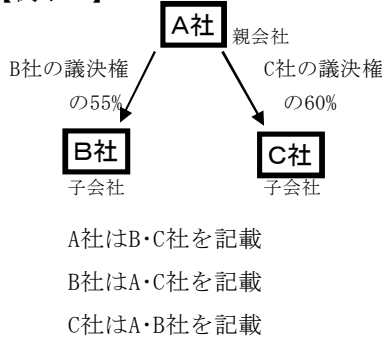 A社
親会社
B社の議決権
の55%
C社の議決権
の60%
B社
子会社
C社
子会社
A社はB･C社を記載
B社はA･C社を記載
C社はA･B社を記載